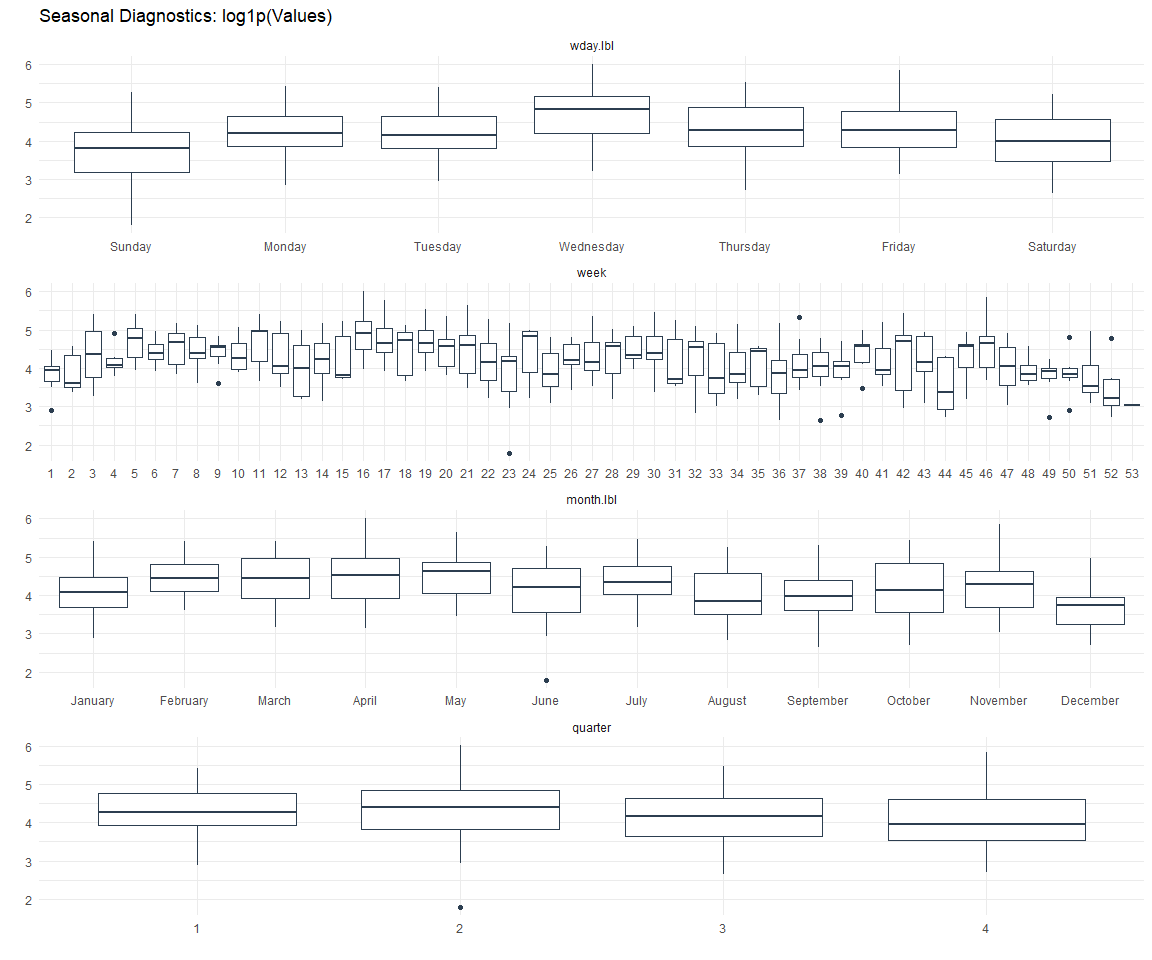 Seasonal Diagnostics: log1p(Values)
wday.lbl
6
5
4
3
2
Sunday Monday Tuesday Wednesday Thursday Friday Saturday
week
6
5
4
3
2
1 2 3 4 5 6 7 8 9 10 11 12 13 14 15 16 17 18 19 20 21 22 23 24 25 26 27 28 29 30 31 32 33 34 35 36 37 38 39 40 41 42 43 44 45 46 47 48 49 50 51 52 53
month.lbl
6
5
4
3
2
January February March April May June July August September October November December
quarter
6
5
4
3
2
1 2 3 4